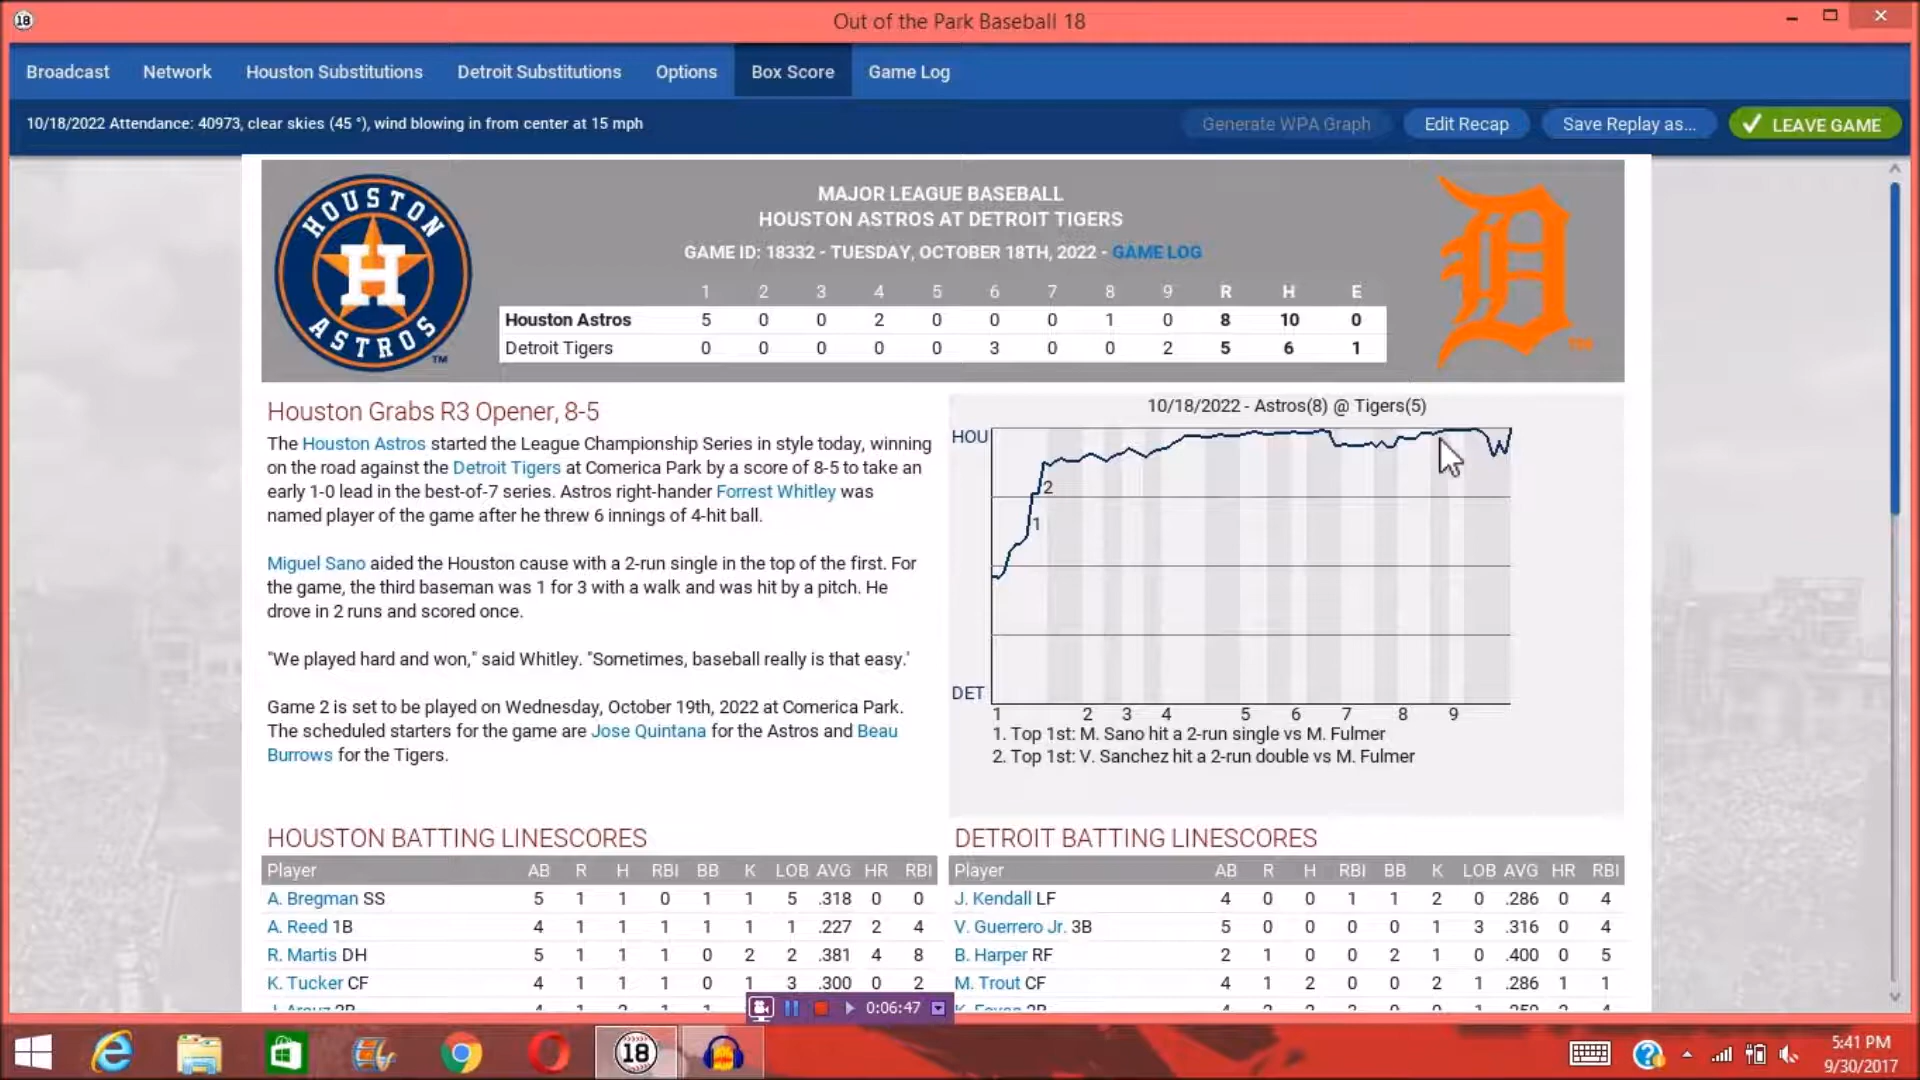 18
Out of the Park Baseball 18
Broadcast Network Houston Substitutions Detroit Substitutions Options Box Score Game Log
10/18/2022 Attendance: 40973, clear skies (45 °), wind blowing in from center at 15 mph
Generate WPA Graph Edit Recap Save Replay as... LEAVE GAME
HOUSTON ASTROS
H
TM
MAJOR LEAGUE BASEBALL
HOUSTON ASTROS AT DETROIT TIGERS
GAME ID: 18332 - TUESDAY, OCTOBER 18TH, 2022 - GAME LOG
1 2 3 4 5 6 7 8 9 R H E
Houston Astros 5 0 0 2 0 0 0 1 0 8 10 0
Detroit Tigers 0 0 0 0 0 3 0 0 2 5 6 1
D
TM
Houston Grabs R3 Opener, 8-5
The Houston Astros started the League Championship Series in style today, winning
on the road against the Detroit Tigers at Comerica Park by a score of 8-5 to take an
early 1-0 lead in the best-of-7 series. Astros right-hander Forrest Whitley was
named player of the game after he threw 6 innings of 4-hit ball.
Miguel Sano aided the Houston cause with a 2-run single in the top of the first. For
the game, the third baseman was 1 for 3 with a walk and was hit by a pitch. He
drove in 2 runs and scored once.
"We played hard and won," said Whitley. "Sometimes, baseball really is that easy."
Game 2 is set to be played on Wednesday, October 19th, 2022 at Comerica Park.
The scheduled starters for the game are Jose Quintana for the Astros and Beau
Burrows for the Tigers.
10/18/2022 - Astros(8) @ Tigers(5)
HOU
2
1
DET
1 2 3 4 5 6 7 8 9
1. Top 1st: M. Sano hit a 2-run single vs M. Fulmer
2. Top 1st: V. Sanchez hit a 2-run double vs M. Fulmer
HOUSTON BATTING LINESCORES
Player AB R H RBI BB K LOB AVG HR RBI
A. Bregman SS 5 1 1 0 1 1 5 .318 0 0
A. Reed 1B 4 1 1 1 1 1 1 .227 2 4
R. Martis DH 5 1 1 1 0 2 2 .381 4 8
K. Tucker CF 4 1 1 1 0 1 3 .300 0 2
DETROIT BATTING LINESCORES
Player AB R H RBI BB K LOB AVG HR RBI
J. Kendall LF 4 0 0 1 1 2 0 .286 0 4
V. Guerrero Jr. 3B 5 0 0 0 0 1 3 .316 0 4
B. Harper RF 2 1 0 0 2 1 0 .400 0 5
M. Trout CF 4 1 2 0 0 2 1 .286 1 1
0:06:47
18
5:41 PM
9/30/2017